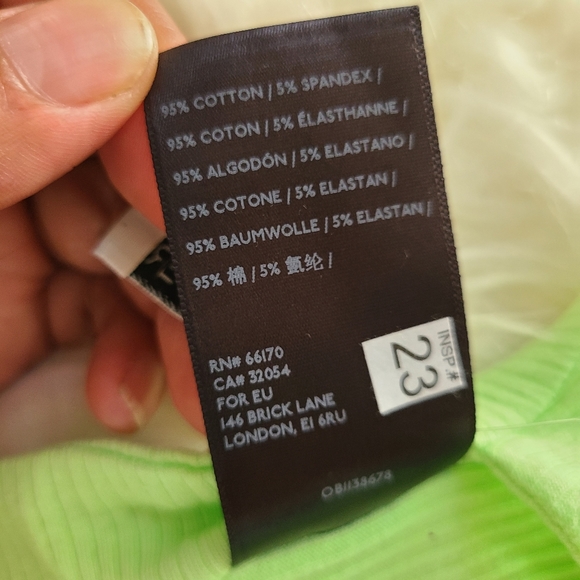 95% COTTON / 5% SPANDEX /
95% COTON / 5% ÉLASTHANNE /
95% ALGODÓN / 5% ELASTANO /
95% COTONE / 5% ELASTAN /
95% BAUMWOLLE / 5% ELASTAN /
95% 棉 / 5% 氨纶 /
RN# 66170
CA# 32054
FOR EU
146 BRICK LANE
LONDON, E1 6RU
INSP.#
23
OB1138678